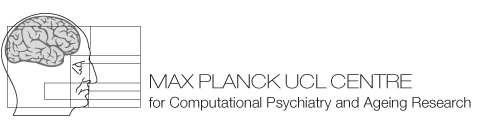 MAX PLANCK UCL CENTRE
for Computational Psychiatry and Ageing Research